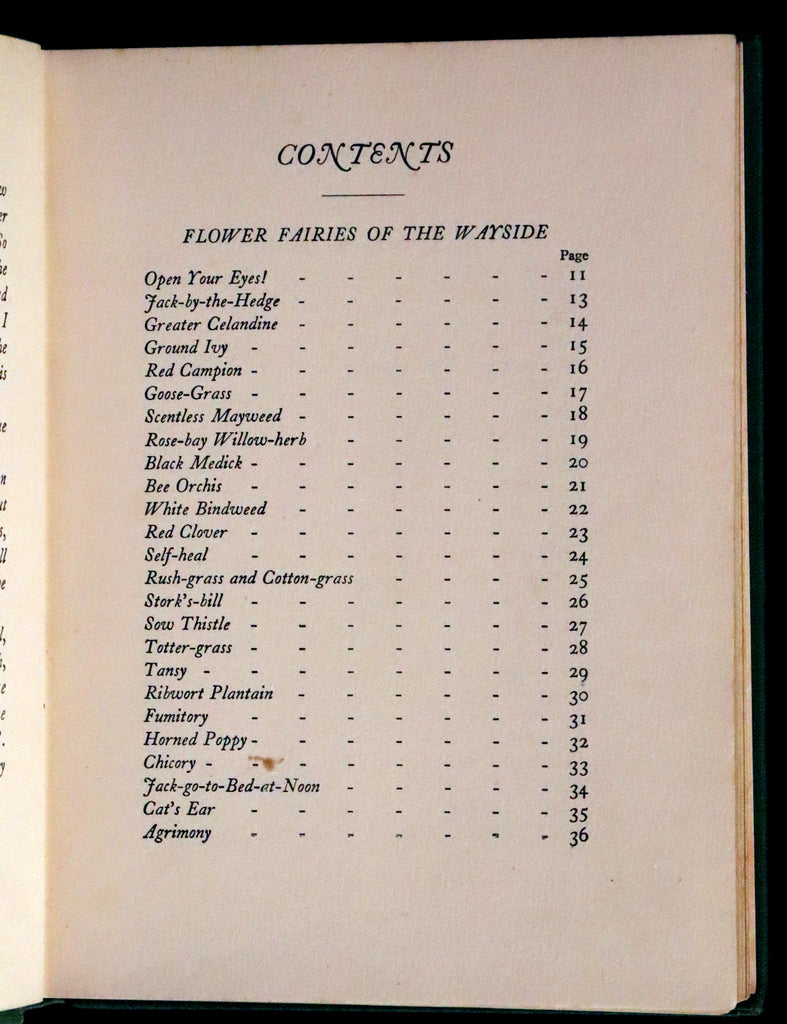 CONTENTS
FLOWER FAIRIES OF THE WAYSIDE
Page
Open Your Eyes! - - - - - - 11
Jack-by-the-Hedge - - - - - - 13
Greater Celandine - - - - - - 14
Ground Ivy - - - - - - - 15
Red Campion - - - - - - - 16
Goose-Grass - - - - - - - 17
Scentless Mayweed - - - - - - 18
Rose-bay Willow-herb - - - - - 19
Black Medick - - - - - - - 20
Bee Orchis - - - - - - - 21
White Bindweed - - - - - - 22
Red Clover - - - - - - - 23
Self-heal - - - - - - - 24
Rush-grass and Cotton-grass - - - - 25
Stork's-bill - - - - - - - 26
Sow Thistle - - - - - - - 27
Totter-grass - - - - - - - 28
Tansy - - - - - - - - 29
Ribwort Plantain - - - - - - 30
Fumitory - - - - - - - 31
Horned Poppy - - - - - - - 32
Chicory - - - - - - - - 33
Jack-go-to-Bed-at-Noon - - - - - 34
Cat's Ear - - - - - - - 35
Agrimony - - - - - - - 36